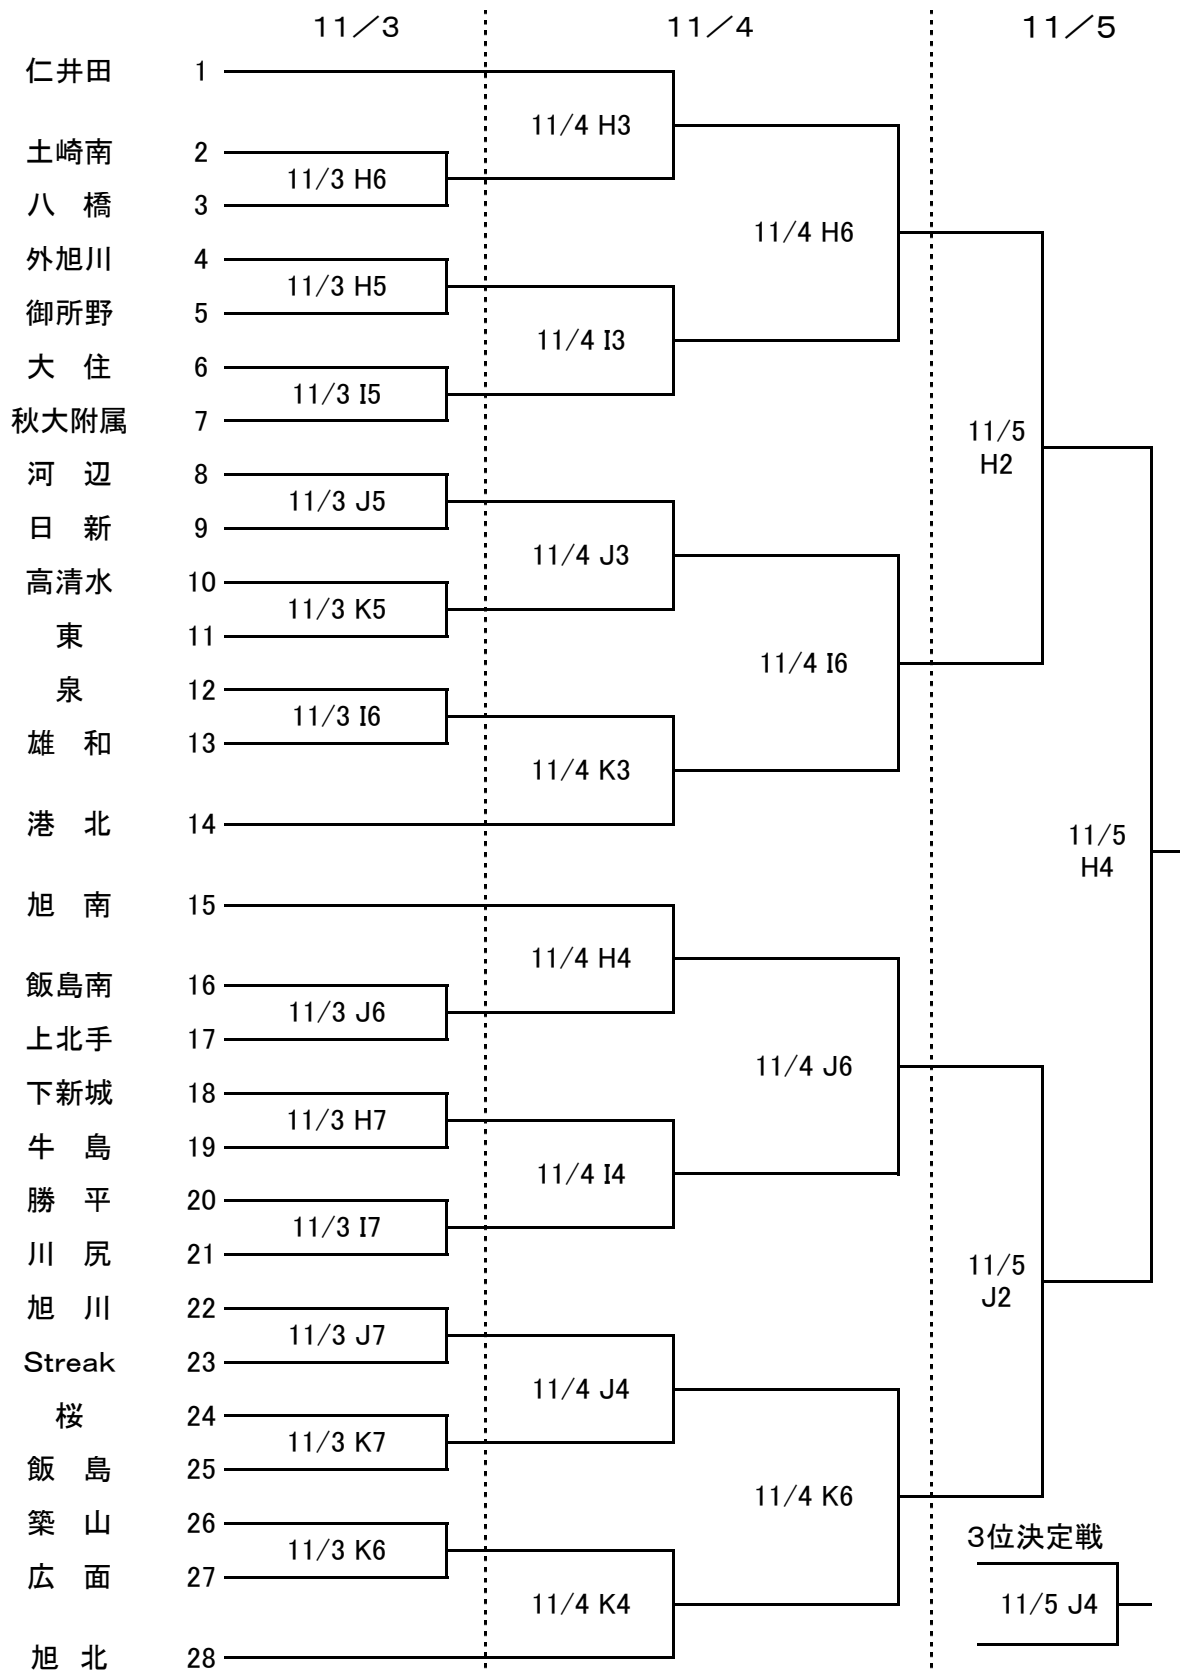 11／3 11／4 11／5
仁井田 1
11/4 H3
土崎南 2
11/3 H6
八　橋 3
11/4 H6
外旭川 4
11/3 H5
御所野 5
11/4 I3
大　住 6
11/3 I5
秋大附属 7
11/5
H2
河　辺 8
11/3 J5
日　新 9
11/4 J3
高清水 10
11/3 K5
東 11
11/4 I6
泉 12
11/3 I6
雄　和 13
11/4 K3
港　北 14
11/5
H4
旭　南 15
11/4 H4
飯島南 16
11/3 J6
上北手 17
11/4 J6
下新城 18
11/3 H7
牛　島 19
11/4 I4
勝　平 20
11/3 I7
川　尻 21
11/5
J2
旭　川 22
11/3 J7
Streak 23
11/4 J4
桜 24
11/3 K7
飯　島 25
11/4 K6
築　山 26
11/3 K6
広　面 27
11/4 K4
旭　北 28
3位決定戦
11/5 J4